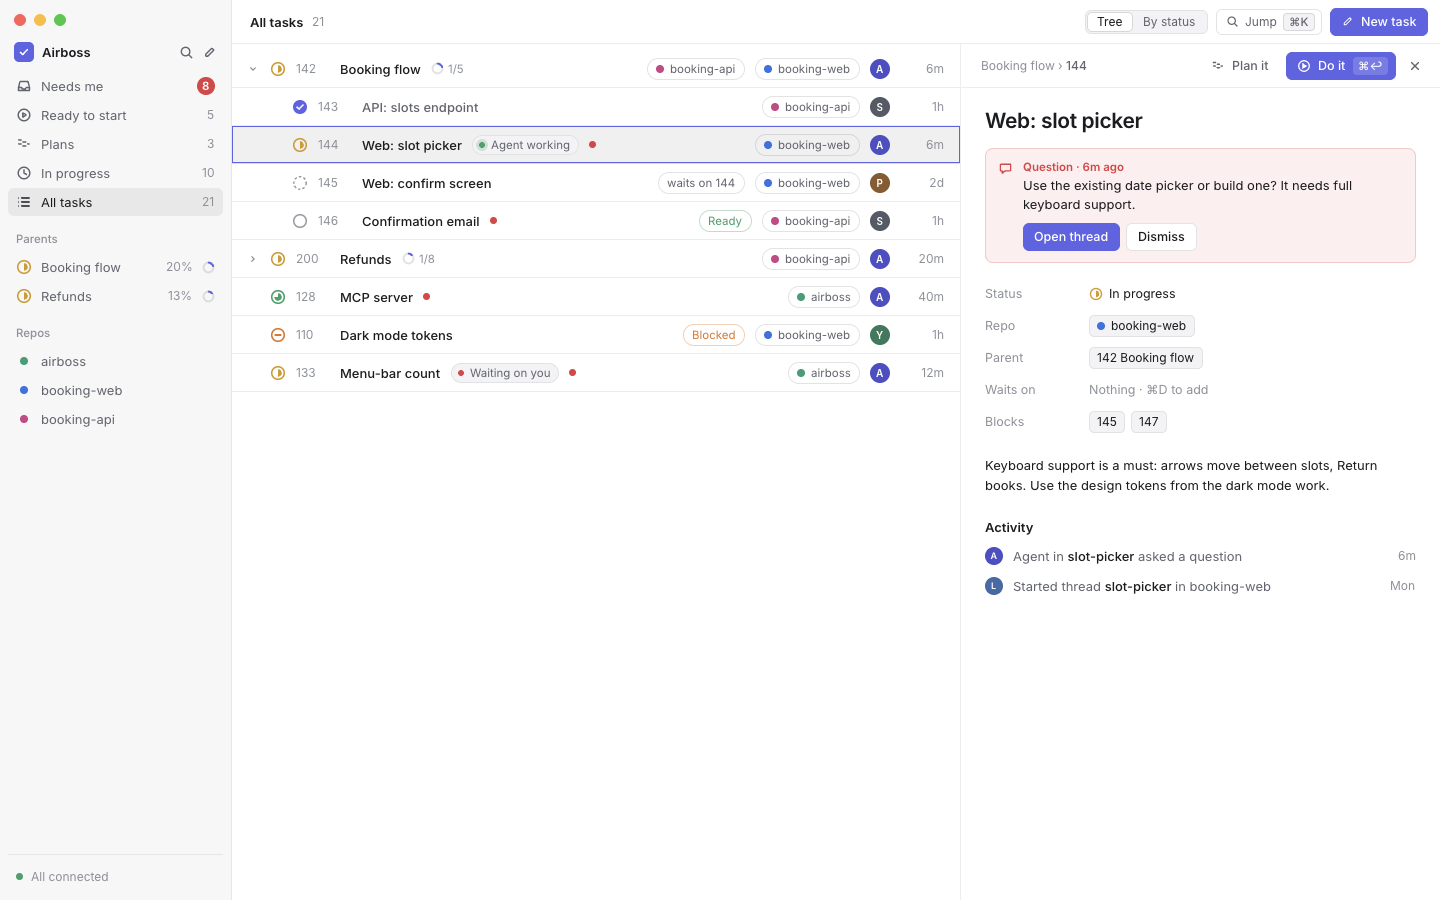 Airboss
Needs me 8
Ready to start 5
Plans 3
In progress 10
All tasks 21
Parents
Booking flow 20%
Refunds 13%
Repos
airboss
booking-web
booking-api
All connected
All tasks 21
Tree By status Jump ⌘K New task
142 Booking flow 1/5 booking-api booking-web A 6m
143 API: slots endpoint booking-api S 1h
144 Web: slot picker Agent working booking-web A 6m
145 Web: confirm screen waits on 144 booking-web P 2d
146 Confirmation email Ready booking-api S 1h
200 Refunds 1/8 booking-api A 20m
128 MCP server airboss A 40m
110 Dark mode tokens Blocked booking-web Y 1h
133 Menu-bar count Waiting on you airboss A 12m
Booking flow › 144 Plan it Do it ⌘↩
Web: slot picker
Question · 6m ago
Use the existing date picker or build one? It needs full
keyboard support.
Open thread Dismiss
Status In progress
Repo booking-web
Parent 142 Booking flow
Waits on Nothing · ⌘D to add
Blocks 145 147
Keyboard support is a must: arrows move between slots, Return
books. Use the design tokens from the dark mode work.
Activity
A Agent in slot-picker asked a question 6m
L Started thread slot-picker in booking-web Mon